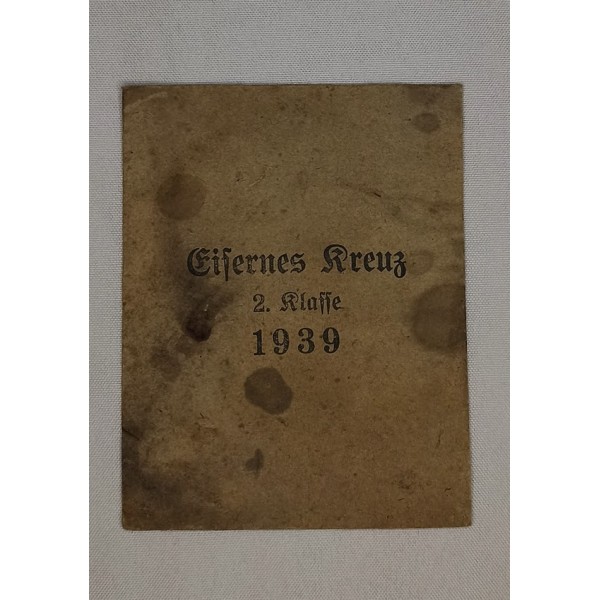 Eisernes Kreuz
2. Klasse
1939